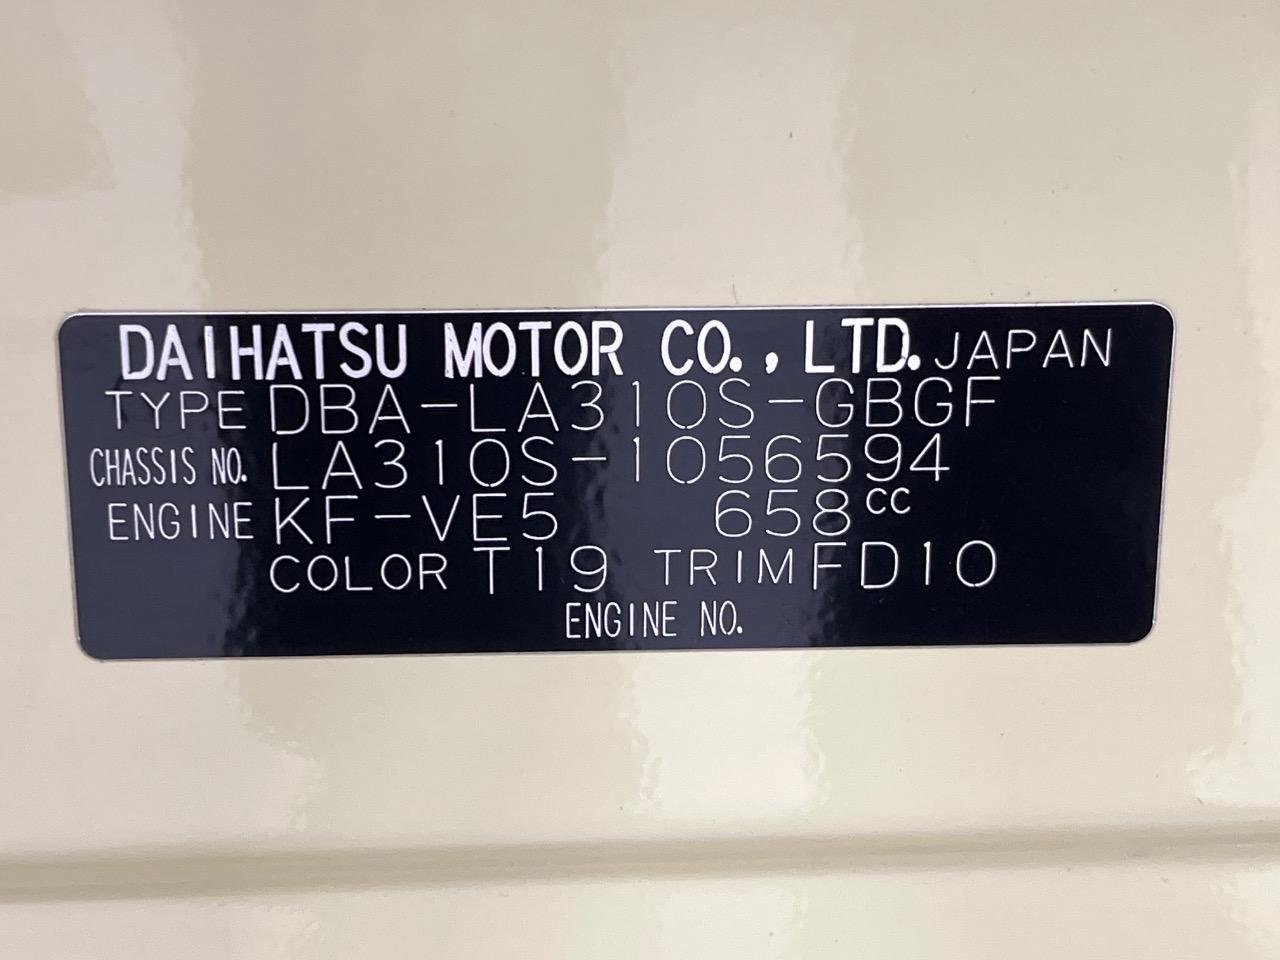 DAIHATSU MOTOR CO., LTD. JAPAN
TYPE DBA-LA310S-GBGF
CHASSIS NO. LA310S-1056594
ENGINE KF-VE5 658cc
COLOR T19 TRIM FD10
ENGINE NO.